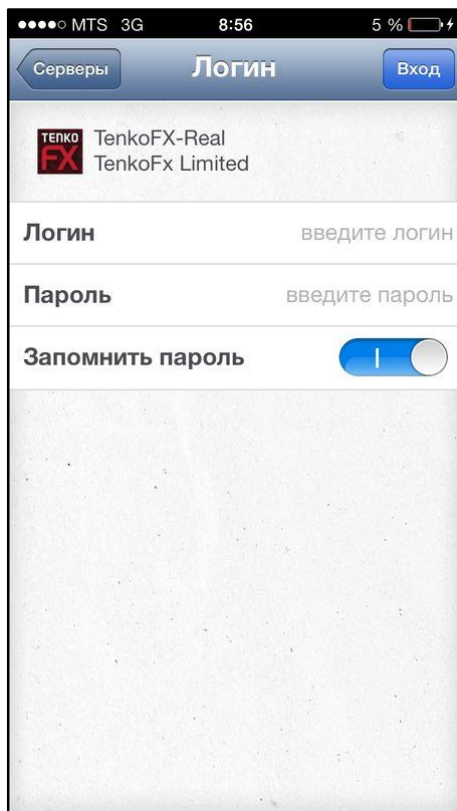 MTS 3G 8:56 5 %
Серверы Логин Вход
TENKO
FX
TenkoFX-Real
TenkoFx Limited
Логин введите логин
Пароль введите пароль
Запомнить пароль